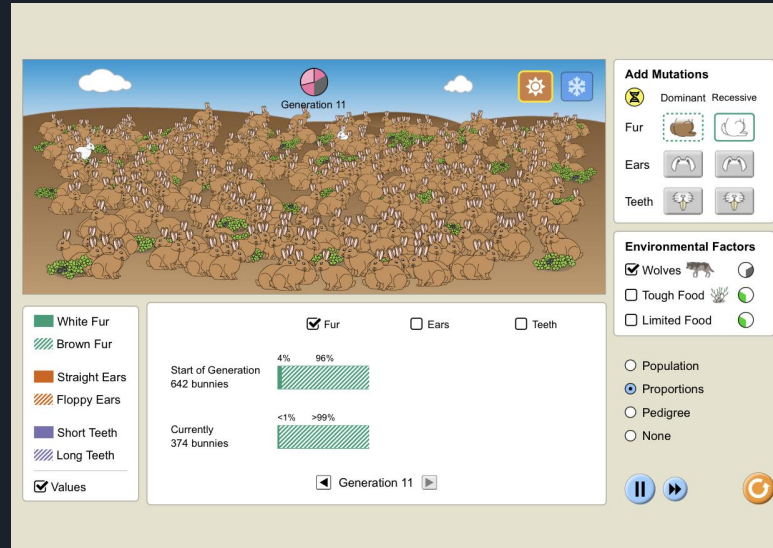 Generation 11
Add Mutations
Dominant Recessive
Fur
Ears
Teeth
Environmental Factors
Wolves
Tough Food
Limited Food
White Fur
Brown Fur
Straight Ears
Floppy Ears
Short Teeth
Long Teeth
Values
Fur Ears Teeth
4% 96%
Start of Generation
642 bunnies
<1% >99%
Currently
374 bunnies
Generation 11
Population
Proportions
Pedigree
None